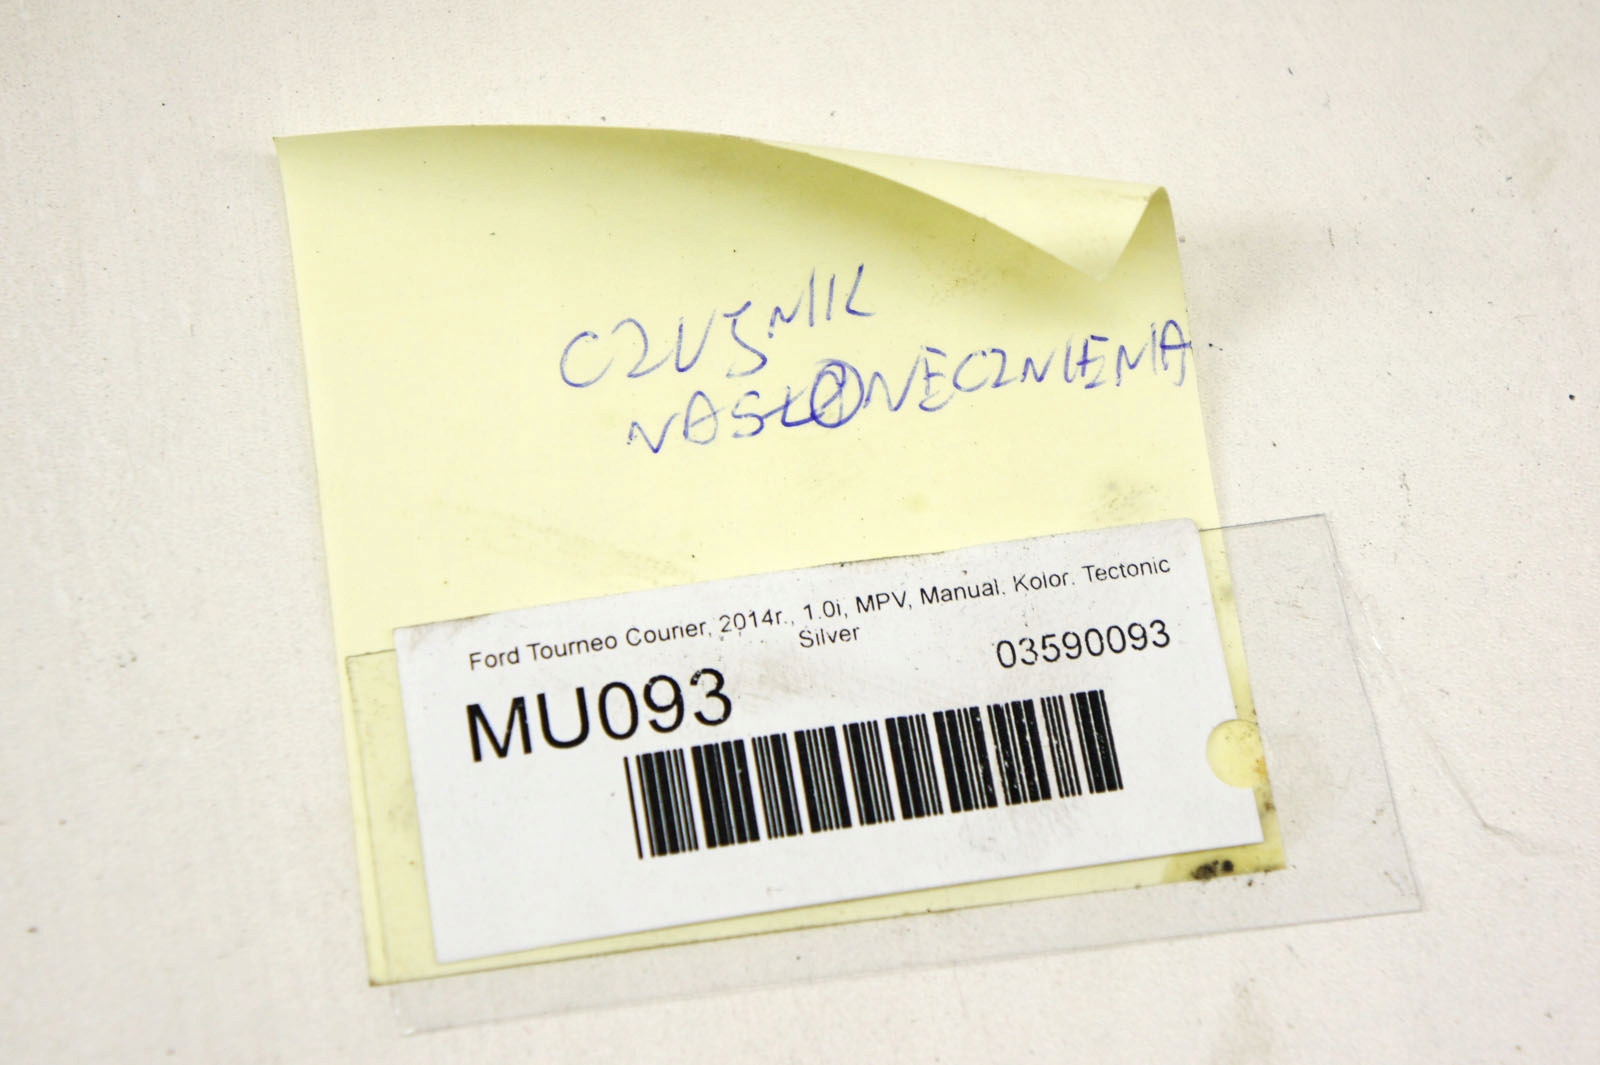 CZUJNIK
NASŁONECZNIENIA
Ford Tourneo Courier, 2014r., 1.0i, MPV, Manual. Kolor. Tectonic
Silver
03590093
MU093